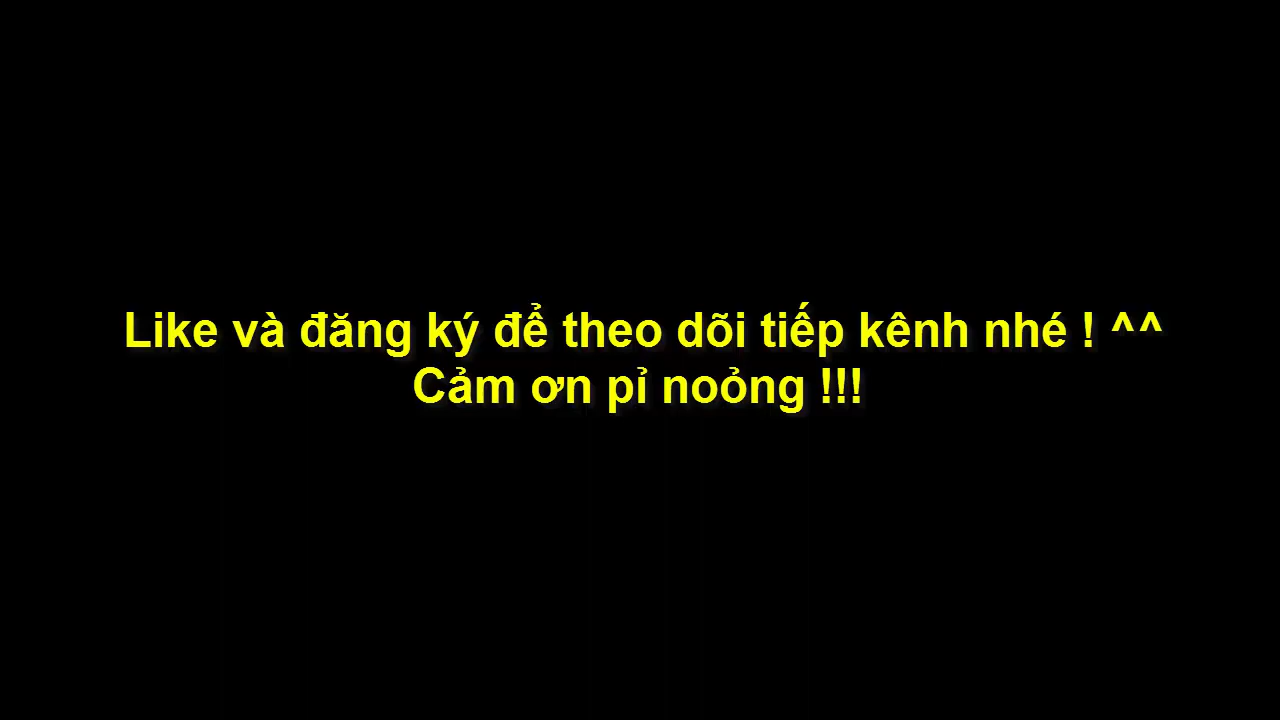 Like và đăng ký để theo dõi tiếp kênh nhé ! ^^
Cảm ơn pỉ noỏng !!!